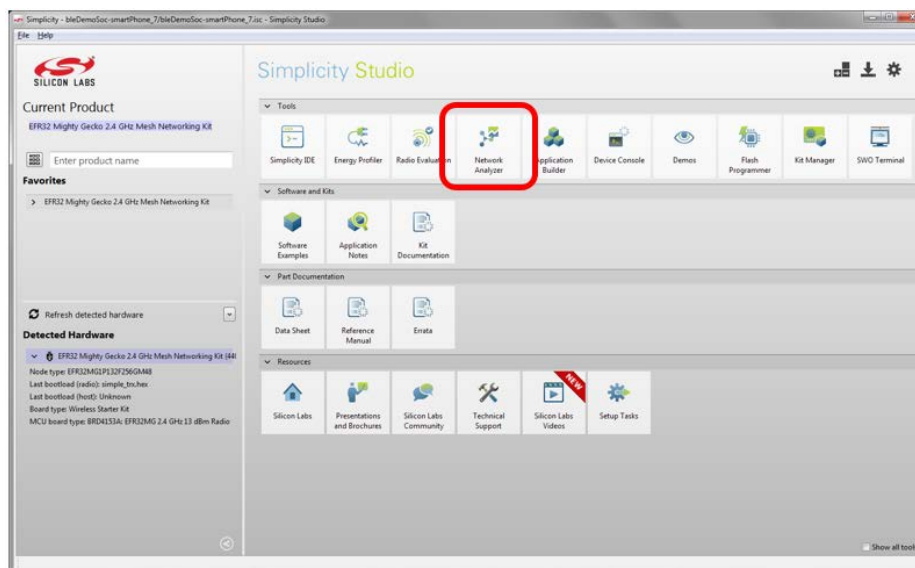 Simplicity - bleDemoSoc-smartPhone_7/bleDemoSoc-smartPhone_7.isc - Simplicity Studio
File Help
SILICON LABS
Simplicity Studio
Current Product
EFR32 Mighty Gecko 2.4 GHz Mesh Networking Kit
Enter product name
Favorites
EFR32 Mighty Gecko 2.4 GHz Mesh Networking Kit
Refresh detected hardware
Detected Hardware
EFR32 Mighty Gecko 2.4 GHz Mesh Networking Kit (440
Node type: EFR32MG1P132F256GM48
Last bootload (radio): simple_trx.hex
Last bootload (host): Unknown
Board type: Wireless Starter Kit
MCU board type: BRD4153A: EFR32MG 2.4 GHz 13 dBm Radio
Tools
Simplicity IDE
Energy Profiler
Radio Evaluation
Network
Analyzer
Application
Builder
Device Console
Demos
Flash
Programmer
Kit Manager
SWO Terminal
Software and Kits
Software
Examples
Application
Notes
Kit
Documentation
Part Documentation
Data Sheet
Reference
Manual
Errata
Resources
Silicon Labs
Presentations
and Brochures
Silicon Labs
Community
Technical
Support
NEW
Silicon Labs
Videos
Setup Tasks
Show all tools